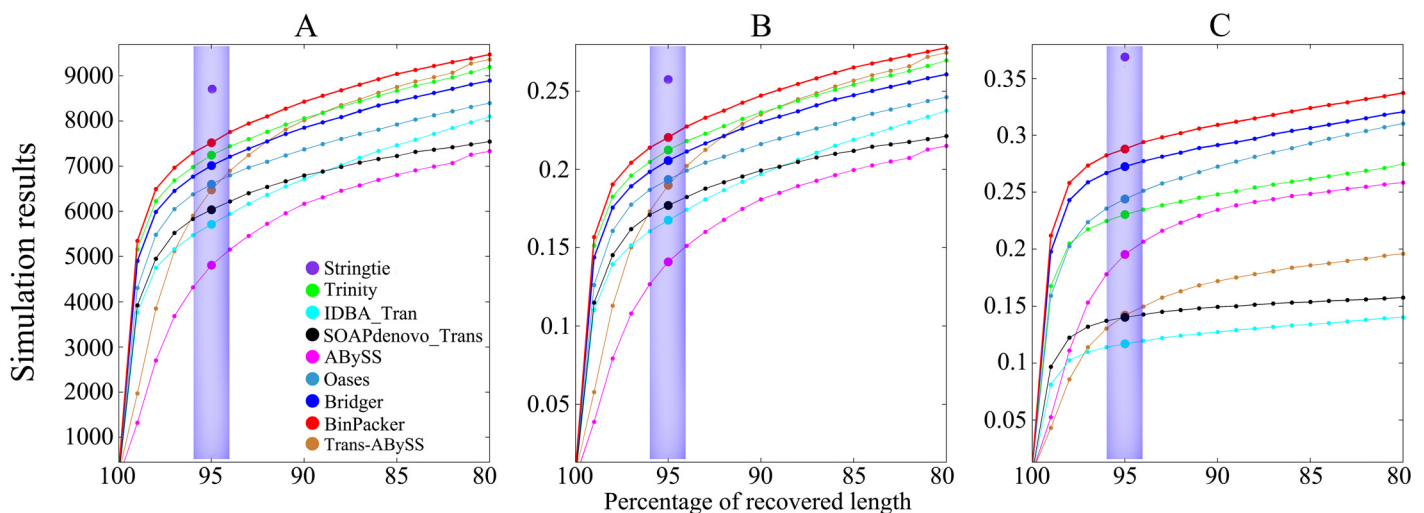 A
B
C
Simulation results
9000
8000
7000
6000
5000
4000
3000
2000
1000
100
95
90
85
80
Stringtie
Trinity
IDBA_Tran
SOAPdenovo_Trans
ABySS
Oases
Bridger
BinPacker
Trans-ABySS
0.25
0.2
0.15
0.1
0.05
100
95
90
85
80
Percentage of recovered length
0.35
0.3
0.25
0.2
0.15
0.1
0.05
100
95
90
85
80